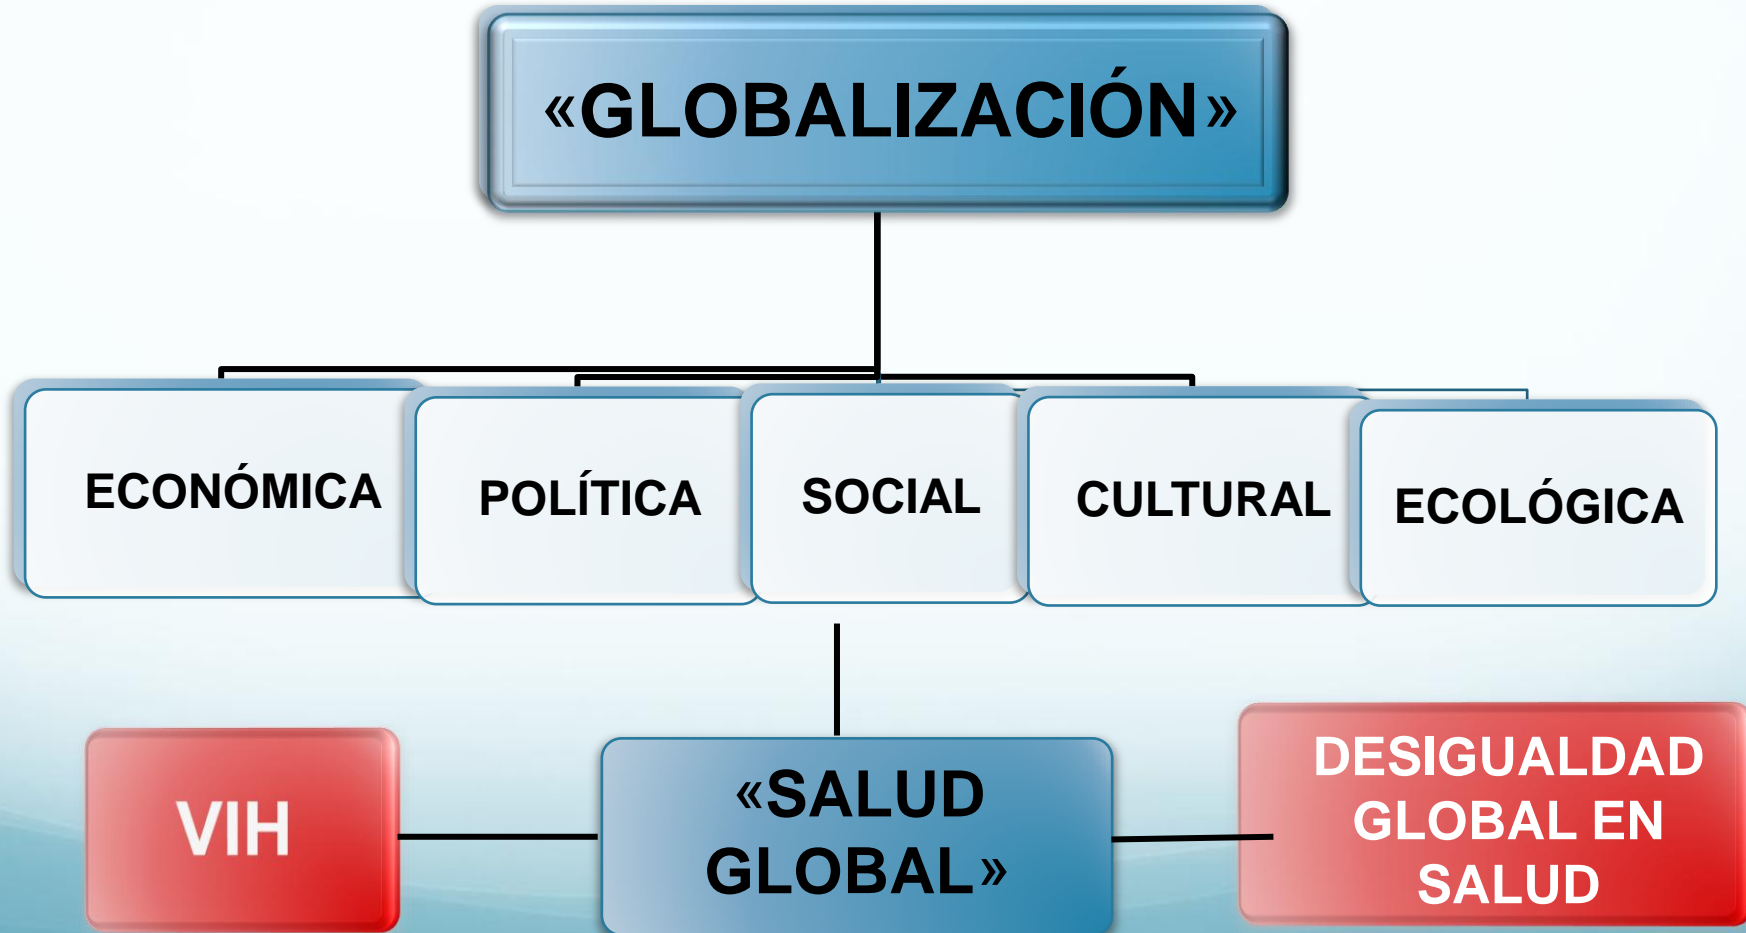 «GLOBALIZACIÓN»
ECONÓMICA
POLÍTICA
SOCIAL
CULTURAL
ECOLÓGICA
VIH
«SALUD
GLOBAL»
DESIGUALDAD
GLOBAL EN
SALUD